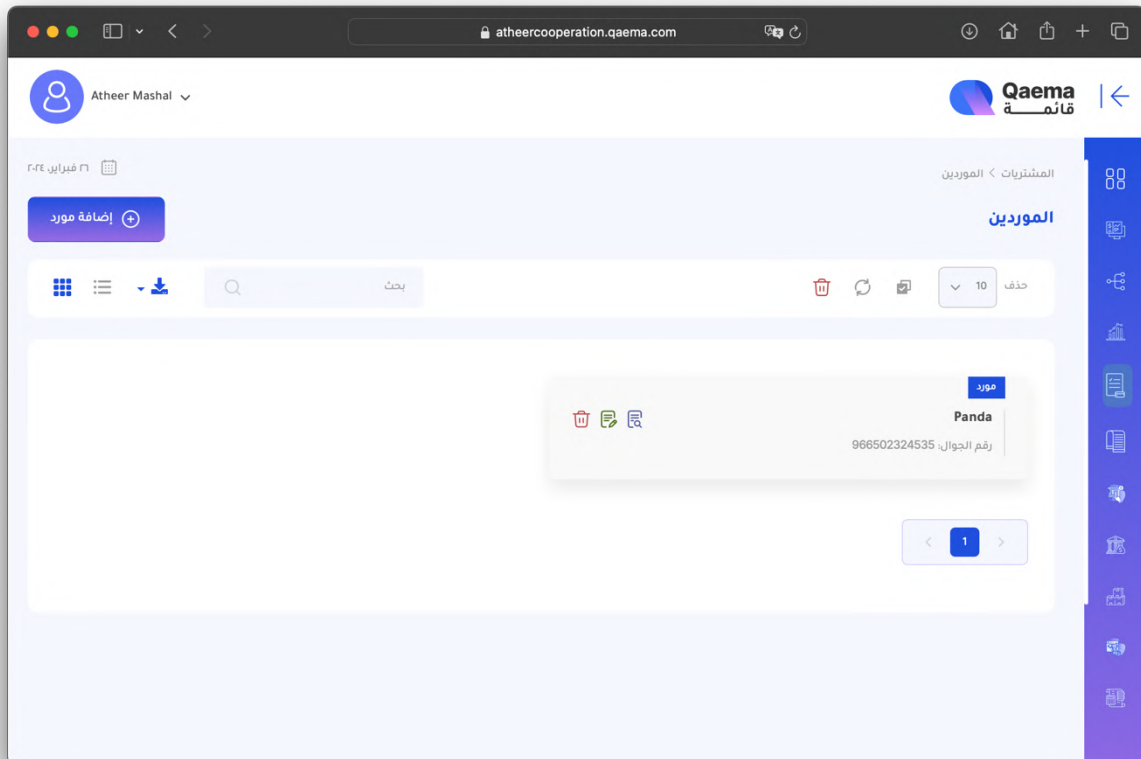 atheercooperation.qaema.com
Atheer Mashal
Qaema
قائمـــــة
المشتريات > الموردين
٢٦ فبراير، ٢٠٢٤
الموردين
إضافة مورد
حذف
10
بحث
مورد
Panda
رقم الجوال: 966502324535
1